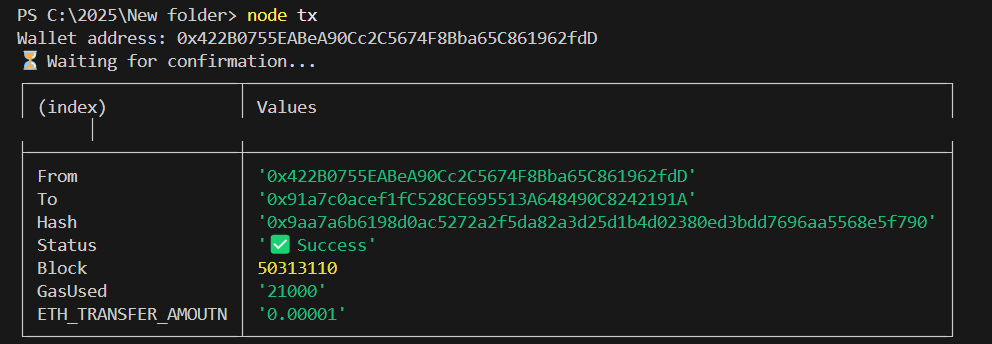 PS C:\2025\New folder> node tx
Wallet address: 0x422B0755EABeA90Cc2C5674F8Bba65C861962fdD
⏳ Waiting for confirmation...
(index) Values
From '0x422B0755EABeA90Cc2C5674F8Bba65C861962fdD'
To '0x91a7c0acef1fC528CE695513A648490C8242191A'
Hash '0x9aa7a6b6198d0ac5272a2f5da82a3d25d1b4d02380ed3bdd7696aa5568e5f790'
Status '✅ Success'
Block 50313110
GasUsed '21000'
ETH_TRANSFER_AMOUTN '0.00001'